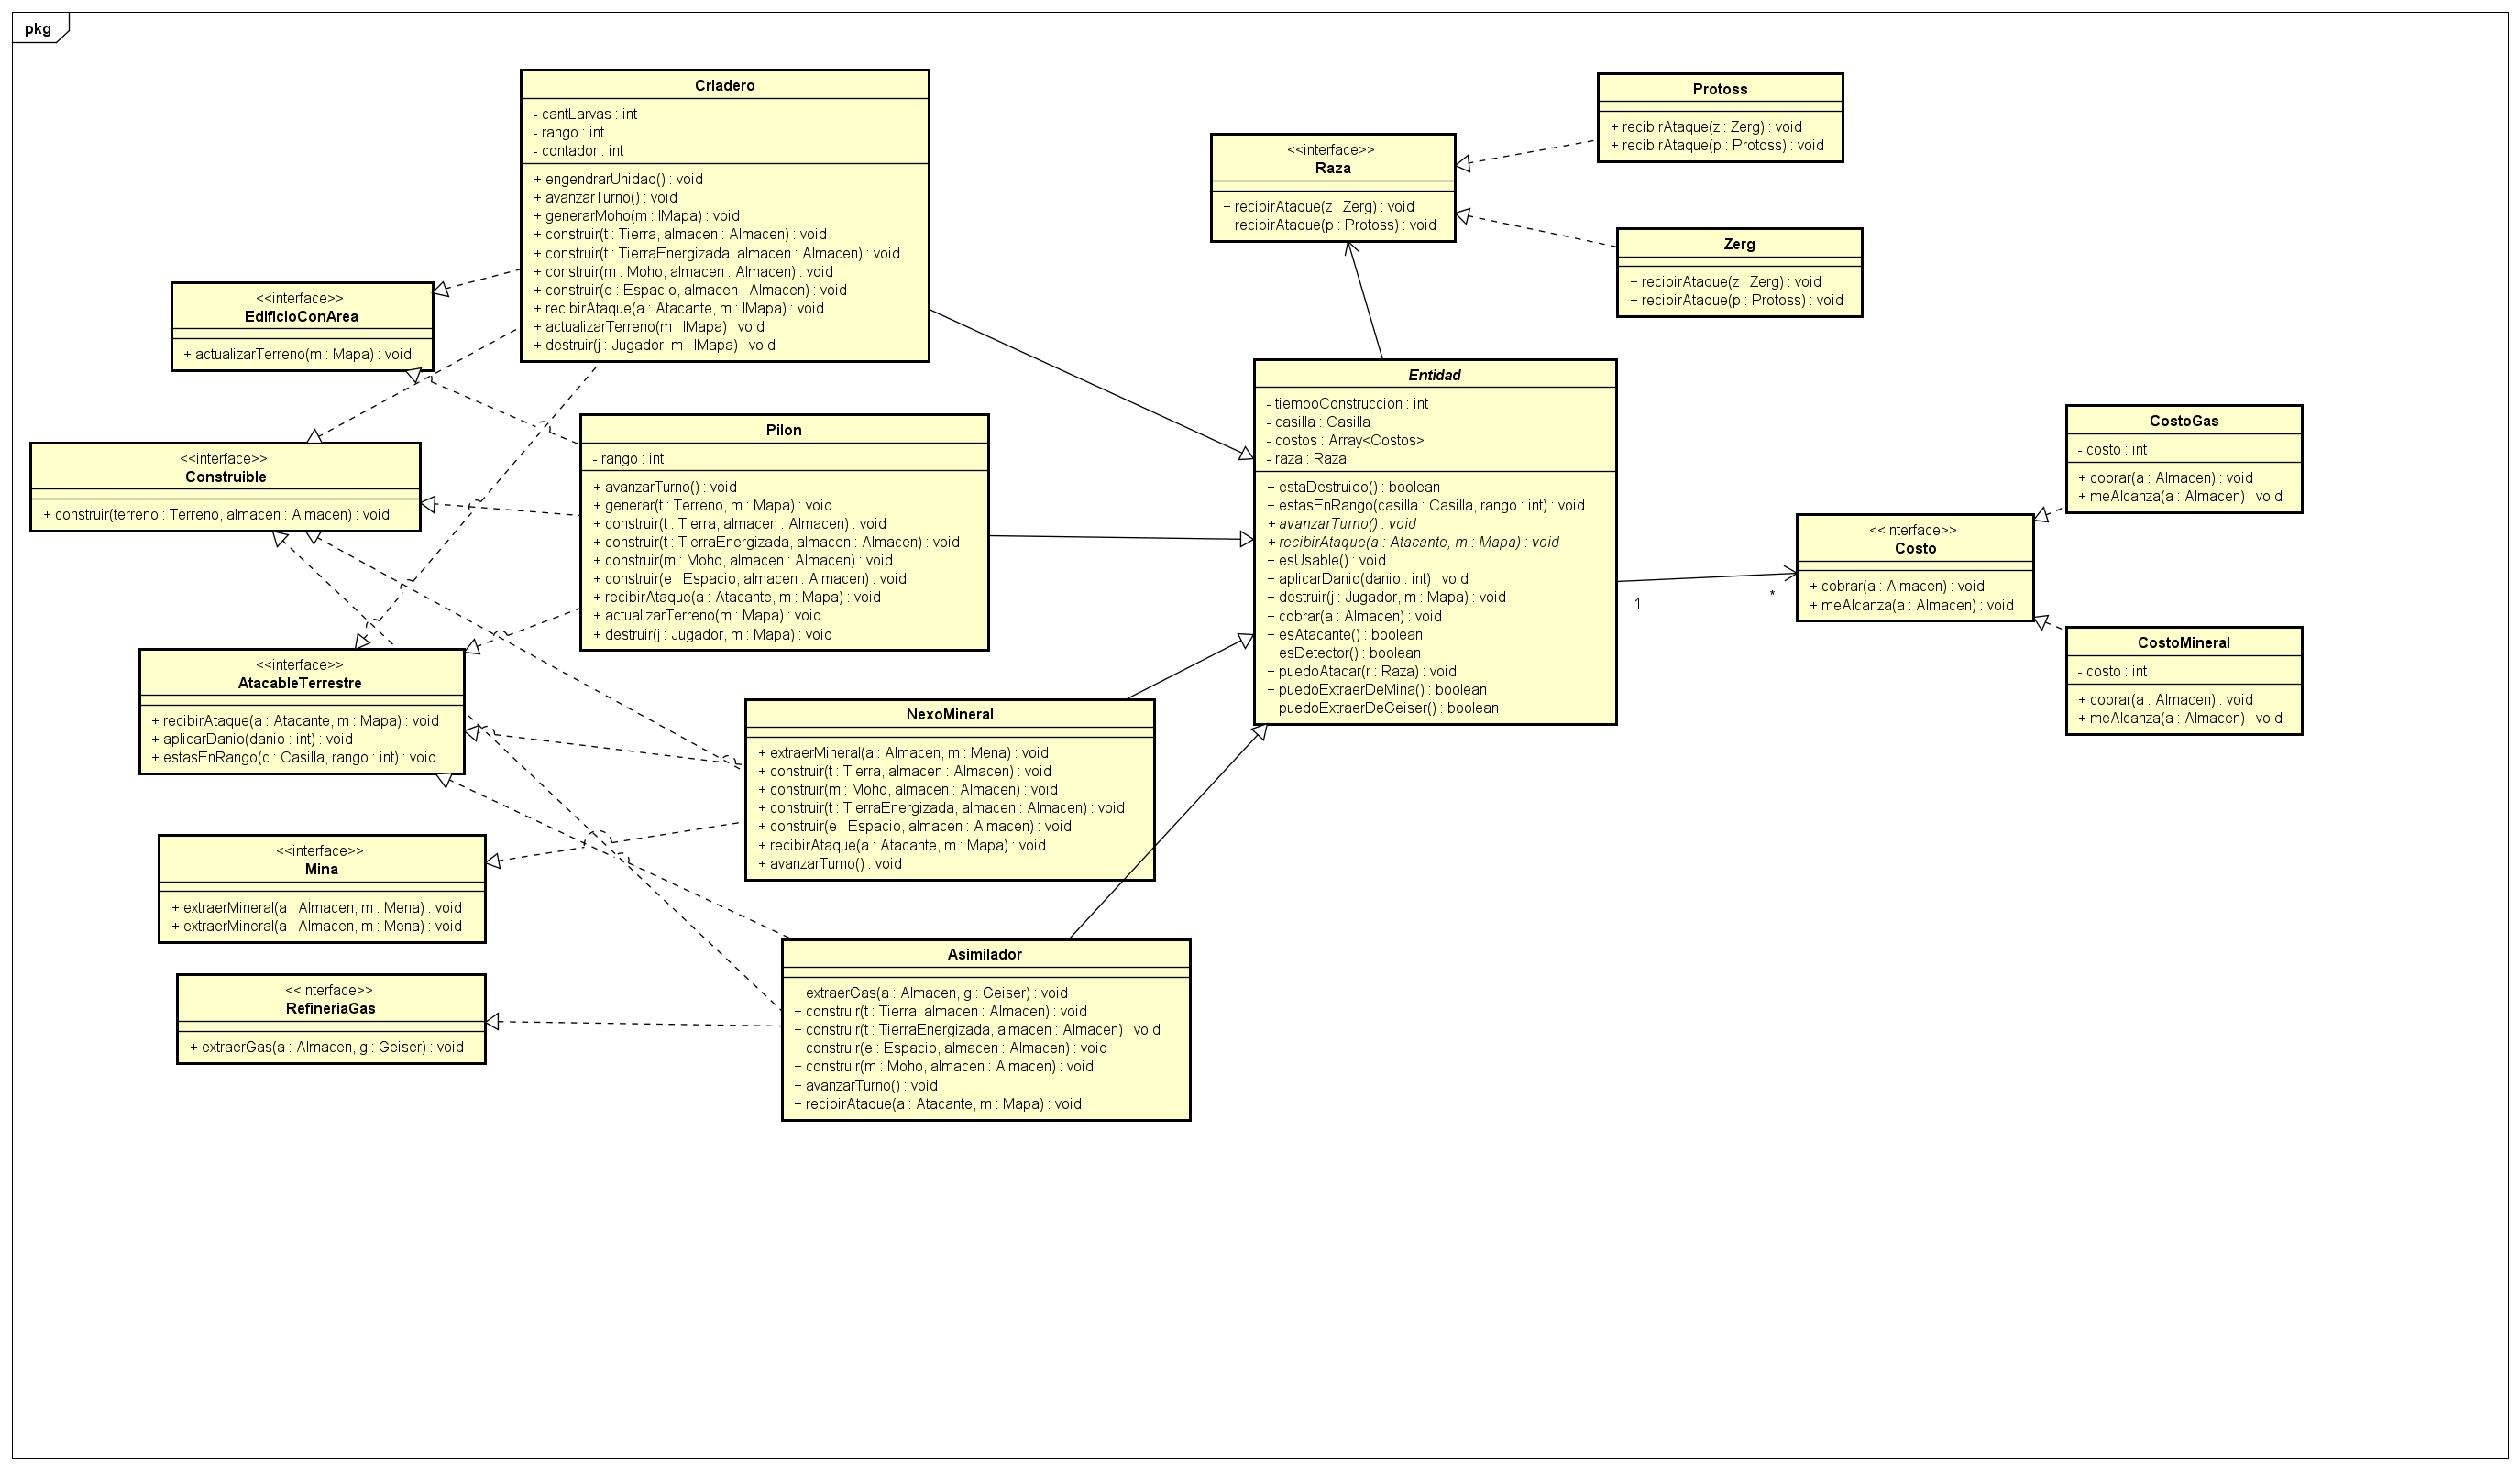 pkg
Criadero
- cantLarvas : int
- rango : int
- contador : int
+ engendrarUnidad() : void
+ avanzarTurno() : void
+ generarMoho(m : IMapa) : void
+ construir(t : Tierra, almacen : Almacen) : void
+ construir(t : TierraEnergizada, almacen : Almacen) : void
+ construir(m : Moho, almacen : Almacen) : void
+ construir(e : Espacio, almacen : Almacen) : void
+ recibirAtaque(a : Atacante, m : IMapa) : void
+ actualizarTerreno(m : IMapa) : void
+ destruir(j : Jugador, m : IMapa) : void
<<interface>>
EdificioConArea
+ actualizarTerreno(m : Mapa) : void
<<interface>>
Construible
+ construir(terreno : Terreno, almacen : Almacen) : void
Pilon
- rango : int
+ avanzarTurno() : void
+ generar(t : Terreno, m : Mapa) : void
+ construir(t : Tierra, almacen : Almacen) : void
+ construir(t : TierraEnergizada, almacen : Almacen) : void
+ construir(m : Moho, almacen : Almacen) : void
+ construir(e : Espacio, almacen : Almacen) : void
+ recibirAtaque(a : Atacante, m : Mapa) : void
+ actualizarTerreno(m : Mapa) : void
+ destruir(j : Jugador, m : Mapa) : void
<<interface>>
AtacableTerrestre
+ recibirAtaque(a : Atacante, m : Mapa) : void
+ aplicarDanio(danio : int) : void
+ estasEnRango(c : Casilla, rango : int) : void
NexoMineral
+ extraerMineral(a : Almacen, m : Mena) : void
+ construir(t : Tierra, almacen : Almacen) : void
+ construir(m : Moho, almacen : Almacen) : void
+ construir(t : TierraEnergizada, almacen : Almacen) : void
+ construir(e : Espacio, almacen : Almacen) : void
+ recibirAtaque(a : Atacante, m : Mapa) : void
+ avanzarTurno() : void
<<interface>>
Mina
+ extraerMineral(a : Almacen, m : Mena) : void
+ extraerMineral(a : Almacen, m : Mena) : void
<<interface>>
RefineriaGas
+ extraerGas(a : Almacen, g : Geiser) : void
Asimilador
+ extraerGas(a : Almacen, g : Geiser) : void
+ construir(t : Tierra, almacen : Almacen) : void
+ construir(t : TierraEnergizada, almacen : Almacen) : void
+ construir(e : Espacio, almacen : Almacen) : void
+ construir(m : Moho, almacen : Almacen) : void
+ avanzarTurno() : void
+ recibirAtaque(a : Atacante, m : Mapa) : void
<<interface>>
Raza
+ recibirAtaque(z : Zerg) : void
+ recibirAtaque(p : Protoss) : void
Protoss
+ recibirAtaque(z : Zerg) : void
+ recibirAtaque(p : Protoss) : void
Zerg
+ recibirAtaque(z : Zerg) : void
+ recibirAtaque(p : Protoss) : void
Entidad
- tiempoConstruccion : int
- casilla : Casilla
- costos : Array<Costos>
- raza : Raza
+ estaDestruido() : boolean
+ estasEnRango(casilla : Casilla, rango : int) : void
+ avanzarTurno() : void
+ recibirAtaque(a : Atacante, m : Mapa) : void
+ esUsable() : void
+ aplicarDanio(danio : int) : void
+ destruir(j : Jugador, m : Mapa) : void
+ cobrar(a : Almacen) : void
+ esAtacante() : boolean
+ esDetector() : boolean
+ puedoAtacar(r : Raza) : void
+ puedoExtraerDeMina() : boolean
+ puedoExtraerDeGeiser() : boolean
1
*
<<interface>>
Costo
+ cobrar(a : Almacen) : void
+ meAlcanza(a : Almacen) : void
CostoGas
- costo : int
+ cobrar(a : Almacen) : void
+ meAlcanza(a : Almacen) : void
CostoMineral
- costo : int
+ cobrar(a : Almacen) : void
+ meAlcanza(a : Almacen) : void